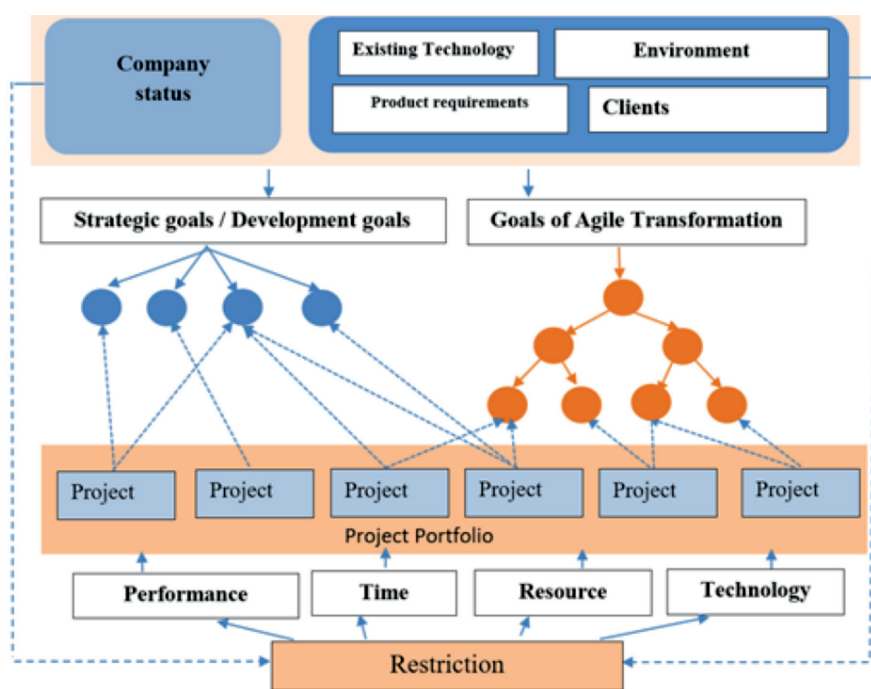 Company
status
Existing Technology
Environment
Product requirements
Clients
Strategic goals / Development goals
Goals of Agile Transformation
Project
Project
Project
Project
Project
Project
Project Portfolio
Performance
Time
Resource
Technology
Restriction